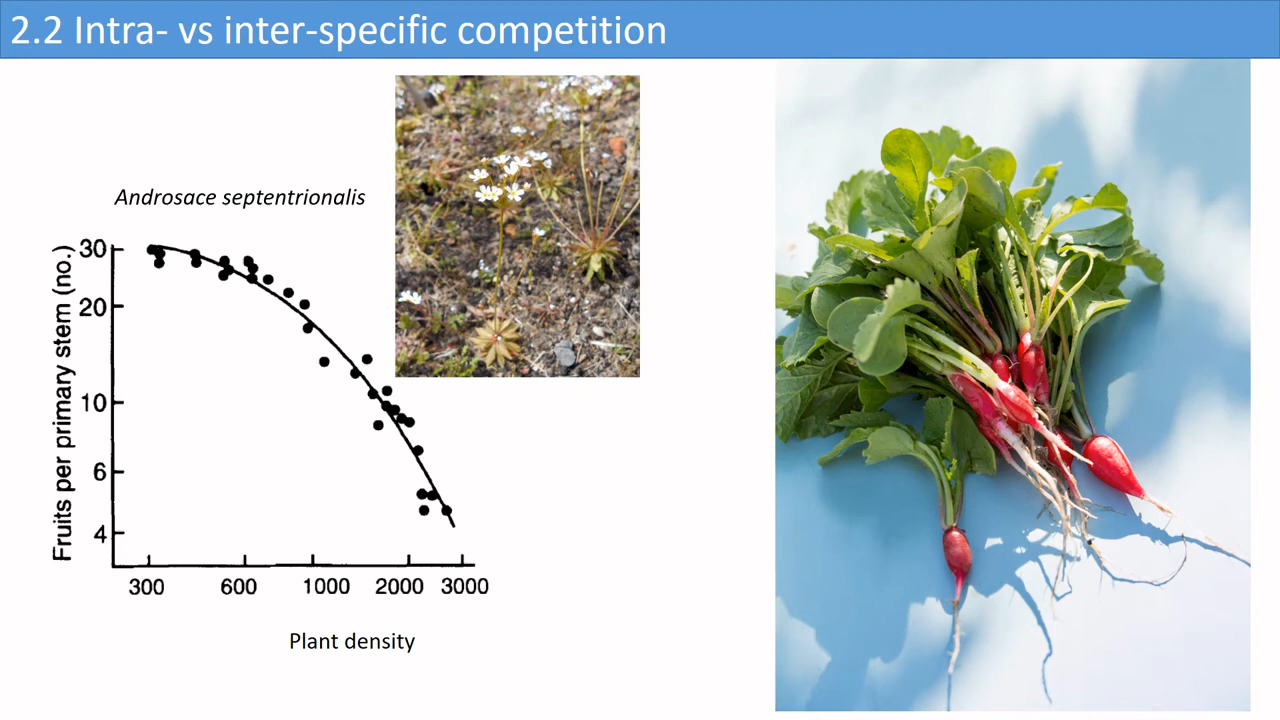 2.2 Intra- vs inter-specific competition
Androsace septentrionalis
Fruits per primary stem (no.)
30
20
10
6
4
300 600 1000 2000 3000
Plant density